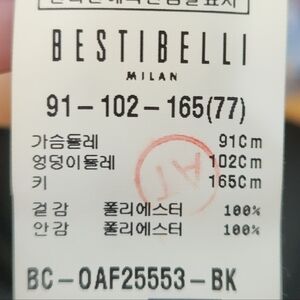 BESTIBELLI
MILAN
91-102-165(77)
가슴둘레 91Cm
엉덩이둘레 102Cm
키 165Cm
겉감 폴리에스터 100%
안감 폴리에스터 100%
BC-OAF25553-BK